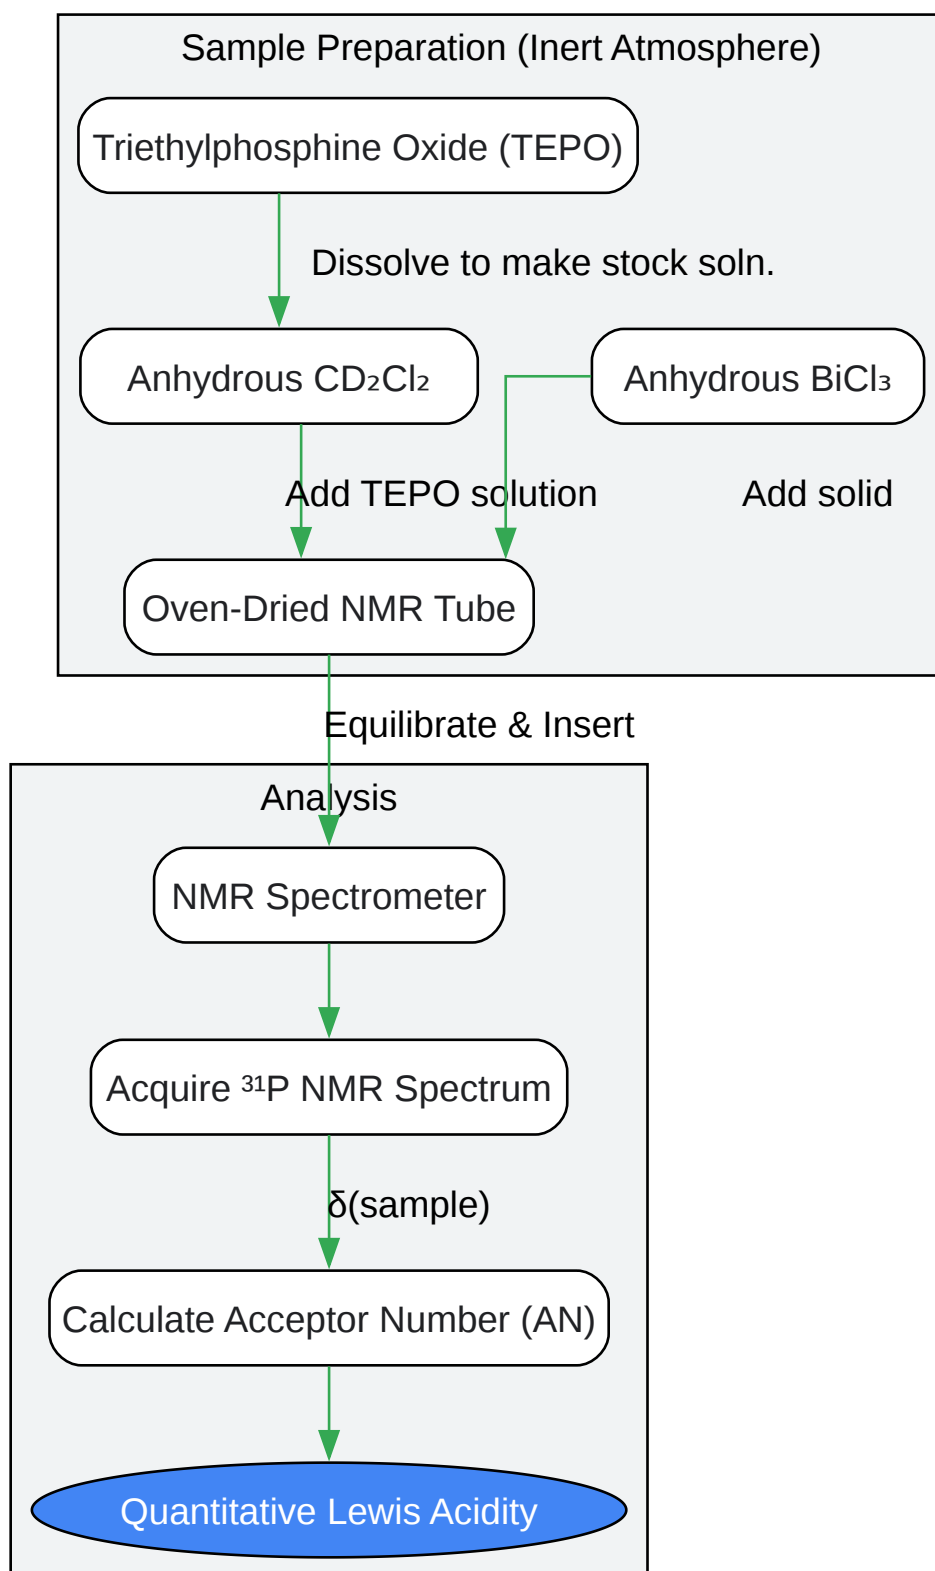 Sample Preparation (Inert Atmosphere)
Triethylphosphine Oxide (TEPO)
Dissolve to make stock soln.
Anhydrous CD₂Cl₂
Anhydrous BiCl₃
Add TEPO solution
Add solid
Oven-Dried NMR Tube
Equilibrate & Insert
Analysis
NMR Spectrometer
Acquire ³¹P NMR Spectrum
δ(sample)
Calculate Acceptor Number (AN)
Quantitative Lewis Acidity